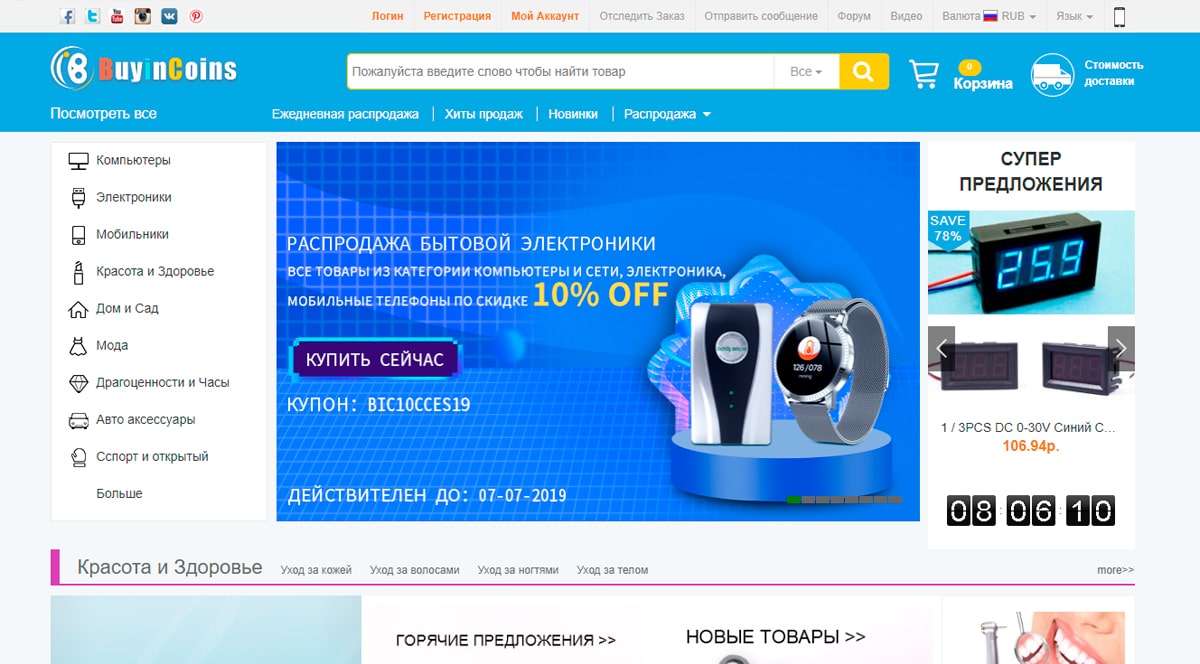 Логин
Регистрация
Мой Аккаунт
Отследить Заказ
Отправить сообщение
Форум
Видео
Валюта RUB
Язык
BuyinCoins
Пожалуйста введите слово чтобы найти товар
Все
0
Корзина
Стоимость
доставки
Посмотреть все
Ежедневная распродажа
Хиты продаж
Новинки
Распродажа
Компьютеры
Электроники
Мобильники
Красота и Здоровье
Дом и Сад
Мода
Драгоценности и Часы
Авто аксессуары
Сспорт и открытый
Больше
РАСПРОДАЖА БЫТОВОЙ ЭЛЕКТРОНИКИ
ВСЕ ТОВАРЫ ИЗ КАТЕГОРИИ КОМПЬЮТЕРЫ И СЕТИ, ЭЛЕКТРОНИКА,
МОБИЛЬНЫЕ ТЕЛЕФОНЫ ПО СКИДКЕ 10% OFF
КУПИТЬ СЕЙЧАС
КУПОН: BIC10CCES19
ДЕЙСТВИТЕЛЕН ДО: 07-07-2019
126/078
СУПЕР
ПРЕДЛОЖЕНИЯ
SAVE
78%
25.9
1 / 3PCS DC 0-30V Синий С...
106.94р.
08:06:10
Красота и Здоровье
Уход за кожей
Уход за волосами
Уход за ногтями
Уход за телом
more>>
ГОРЯЧИЕ ПРЕДЛОЖЕНИЯ >>
НОВЫЕ ТОВАРЫ >>